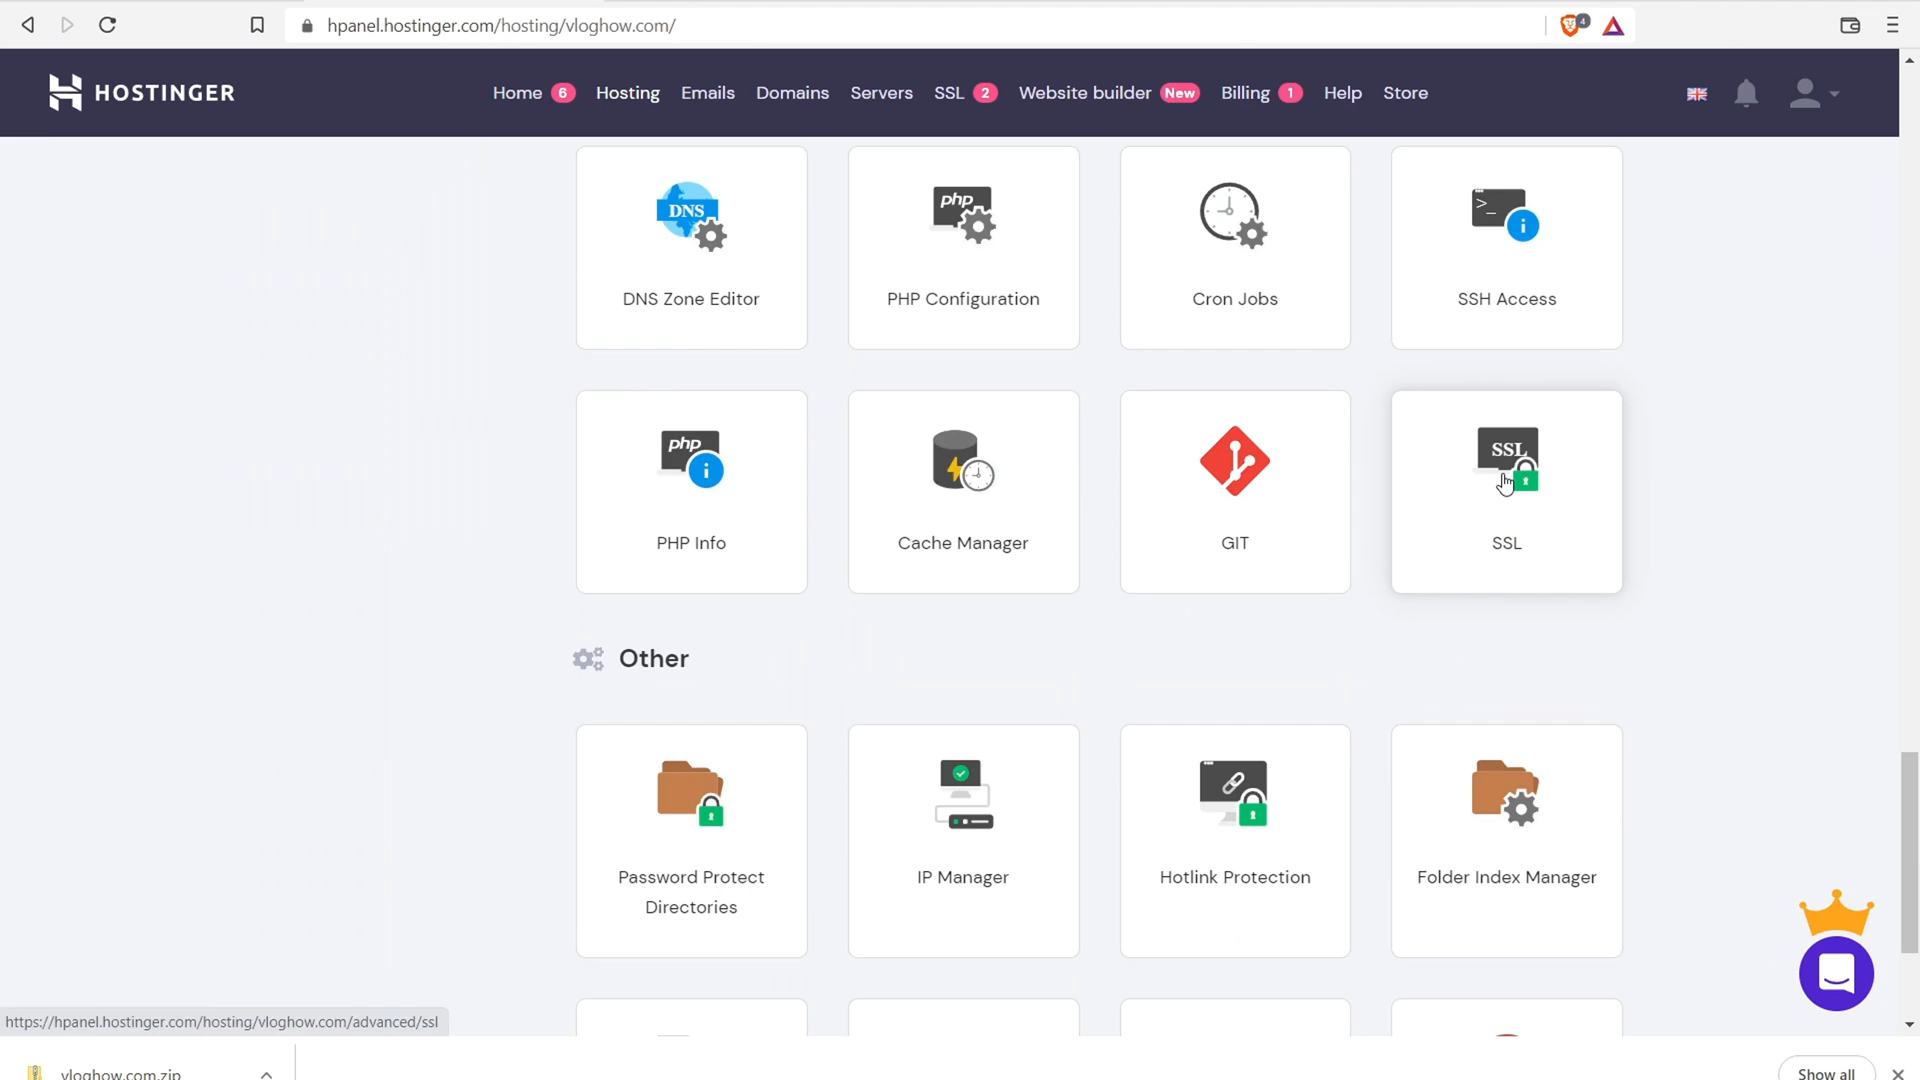 hpanel.hostinger.com/hosting/vloghow.com/
4
HOSTINGER
Home 6 Hosting Emails Domains Servers SSL 2 Website builder New Billing 1 Help Store
DNS
php
>_
i
DNS Zone Editor
PHP Configuration
Cron Jobs
SSH Access
php
i
SSL
PHP Info
Cache Manager
GIT
SSL
Other
Password Protect
Directories
IP Manager
Hotlink Protection
Folder Index Manager
https://hpanel.hostinger.com/hosting/vloghow.com/advanced/ssl
vloghow.com.zip
Show all